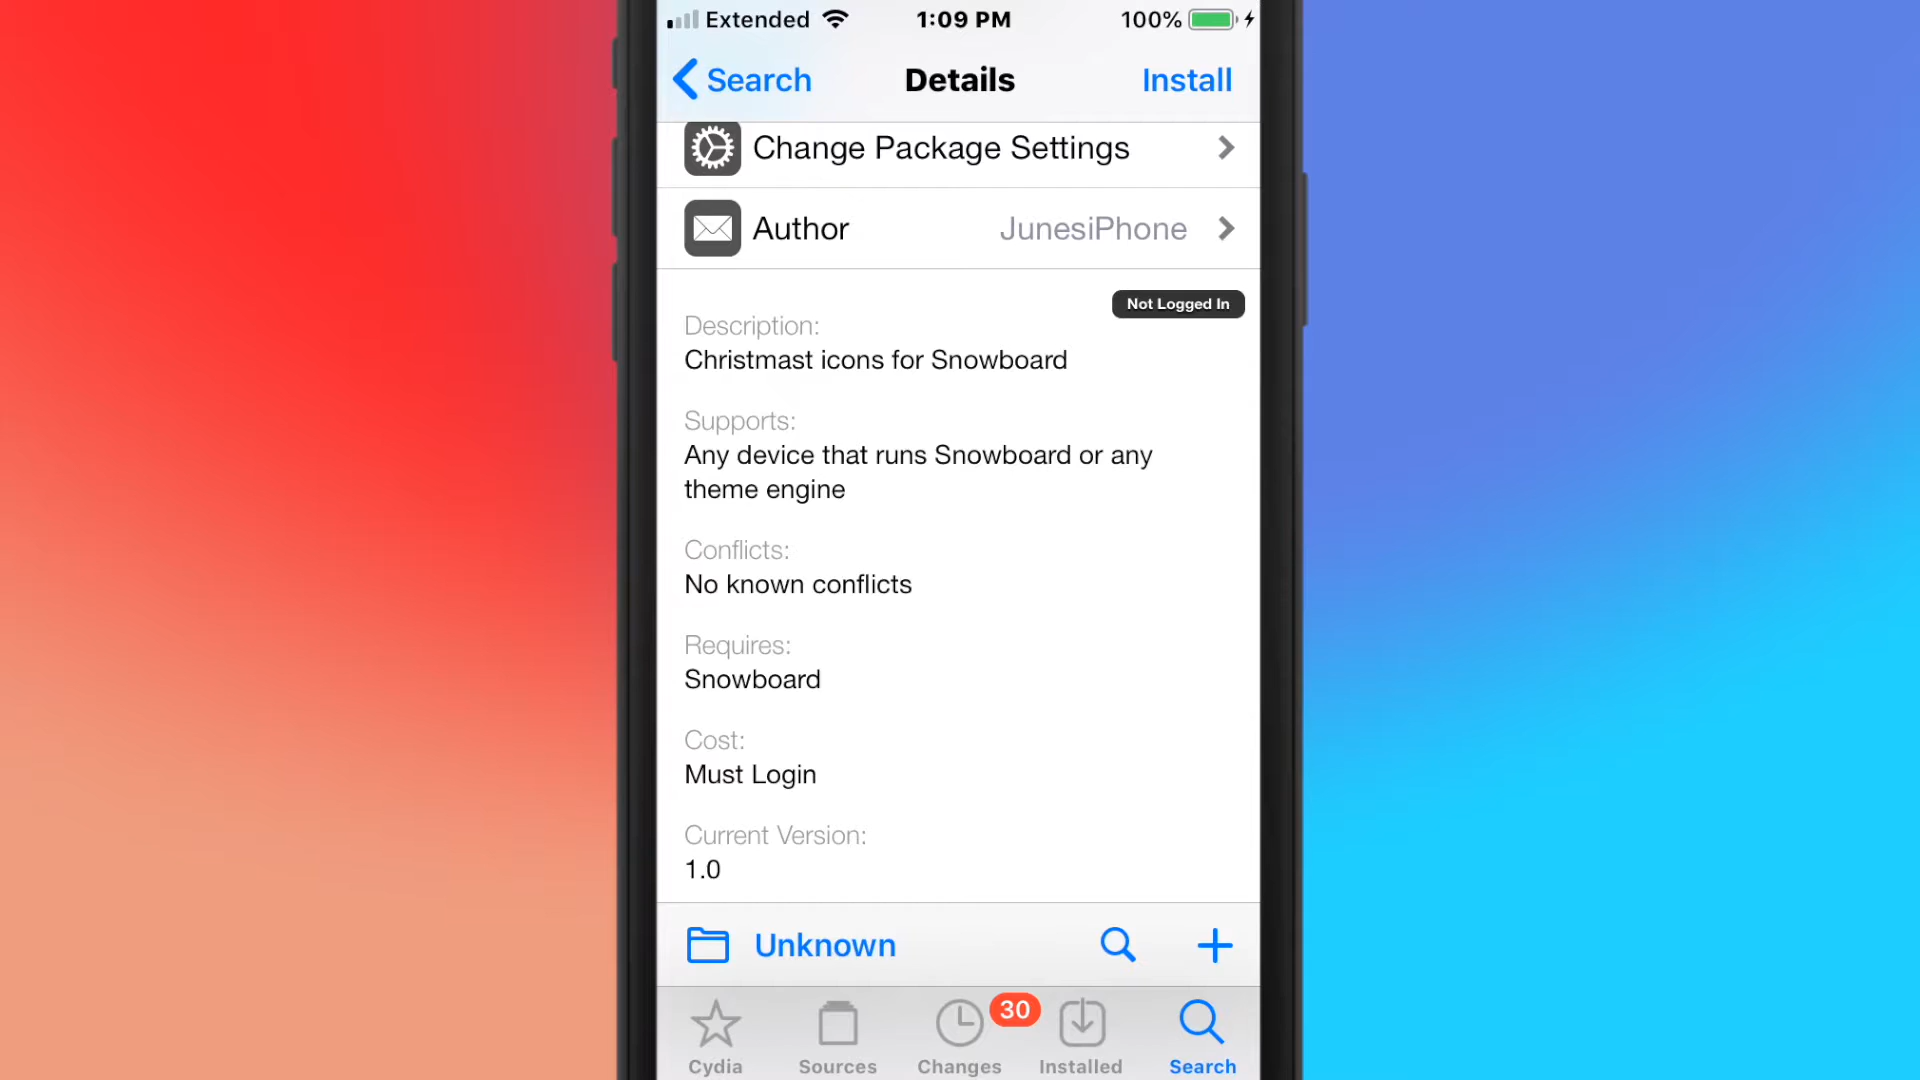 Extended 1:09 PM 100%
Search Details Install
Change Package Settings
Author JunesiPhone
Not Logged In
Description:
Christmast icons for Snowboard
Supports:
Any device that runs Snowboard or any
theme engine
Conflicts:
No known conflicts
Requires:
Snowboard
Cost:
Must Login
Current Version:
1.0
Unknown
30
Cydia Sources Changes Installed Search